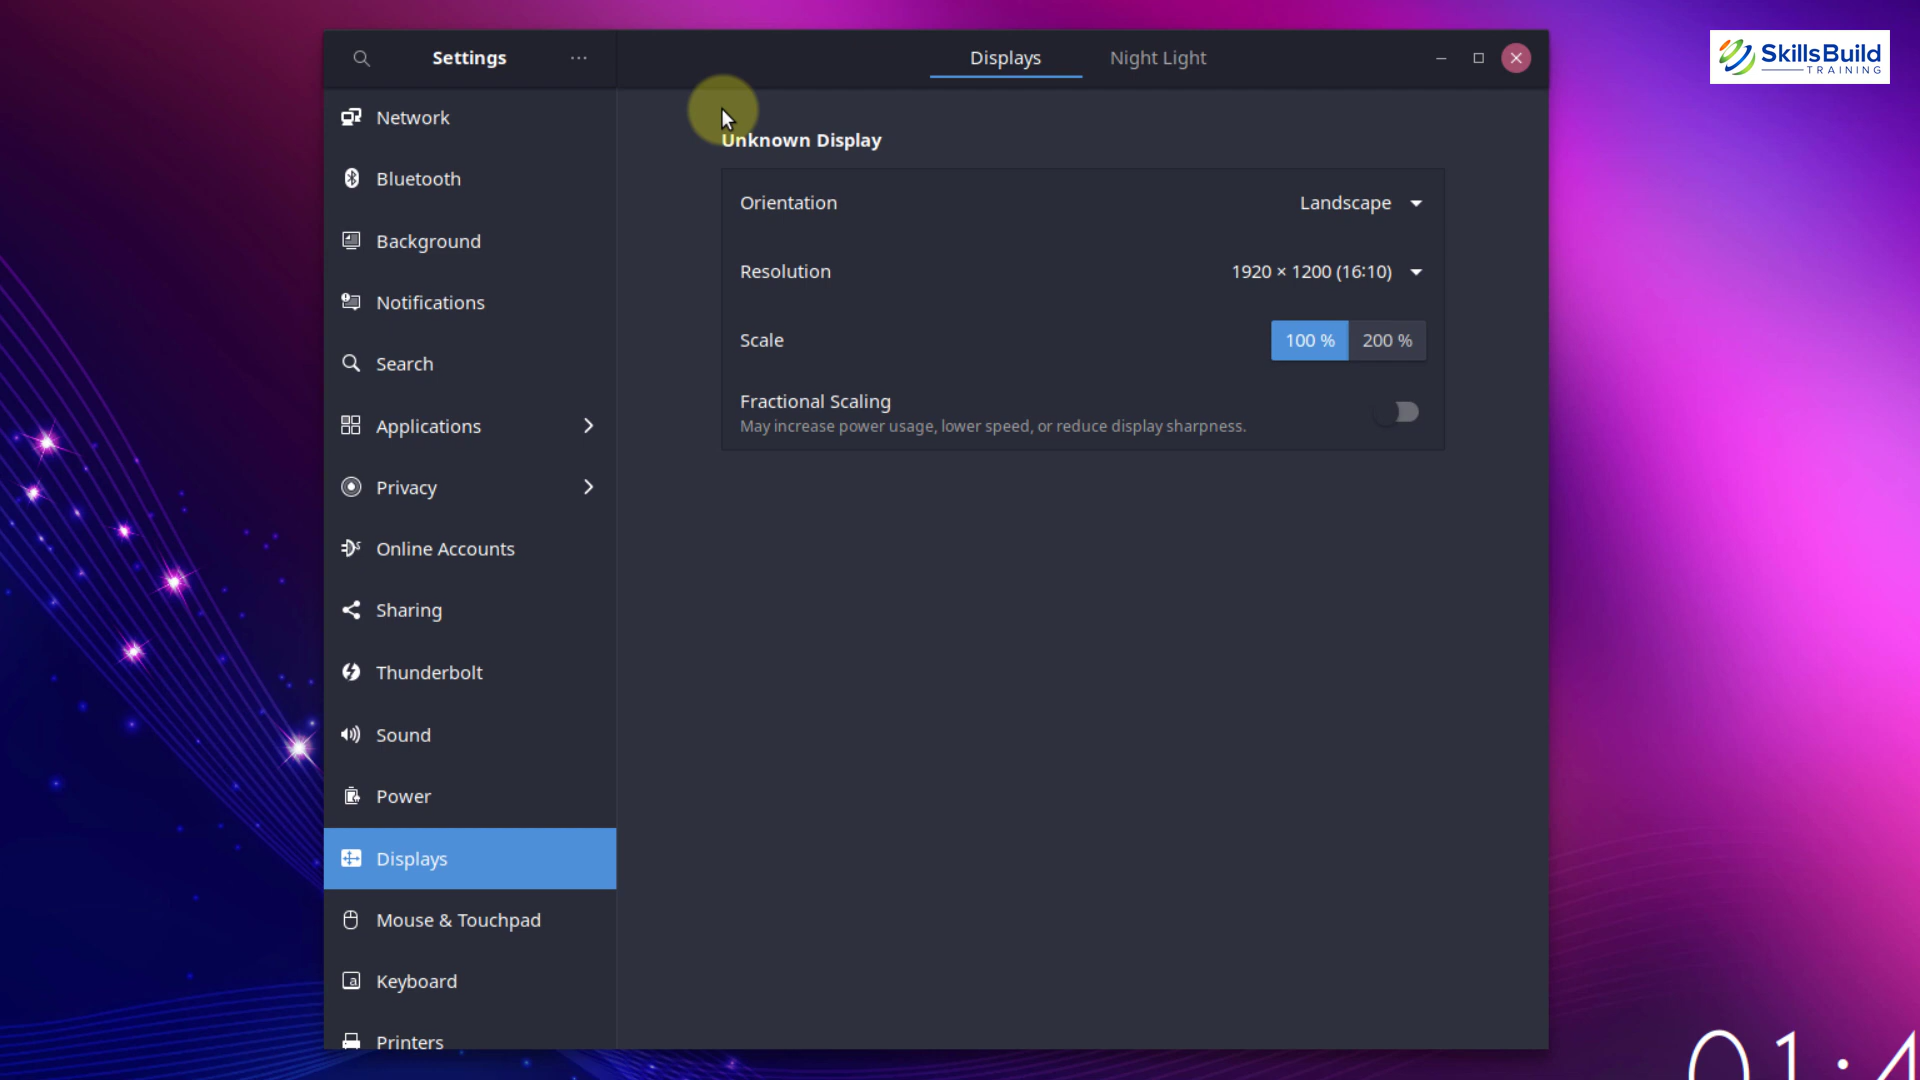 Settings
Displays
Night Light
SkillsBuild
TRAINING
Network
Bluetooth
Background
Notifications
Search
Applications
Privacy
Online Accounts
Sharing
Thunderbolt
Sound
Power
Displays
Mouse & Touchpad
Keyboard
Printers
Unknown Display
Orientation
Landscape
Resolution
1920 × 1200 (16:10)
Scale
100 %
200 %
Fractional Scaling
May increase power usage, lower speed, or reduce display sharpness.
01:4